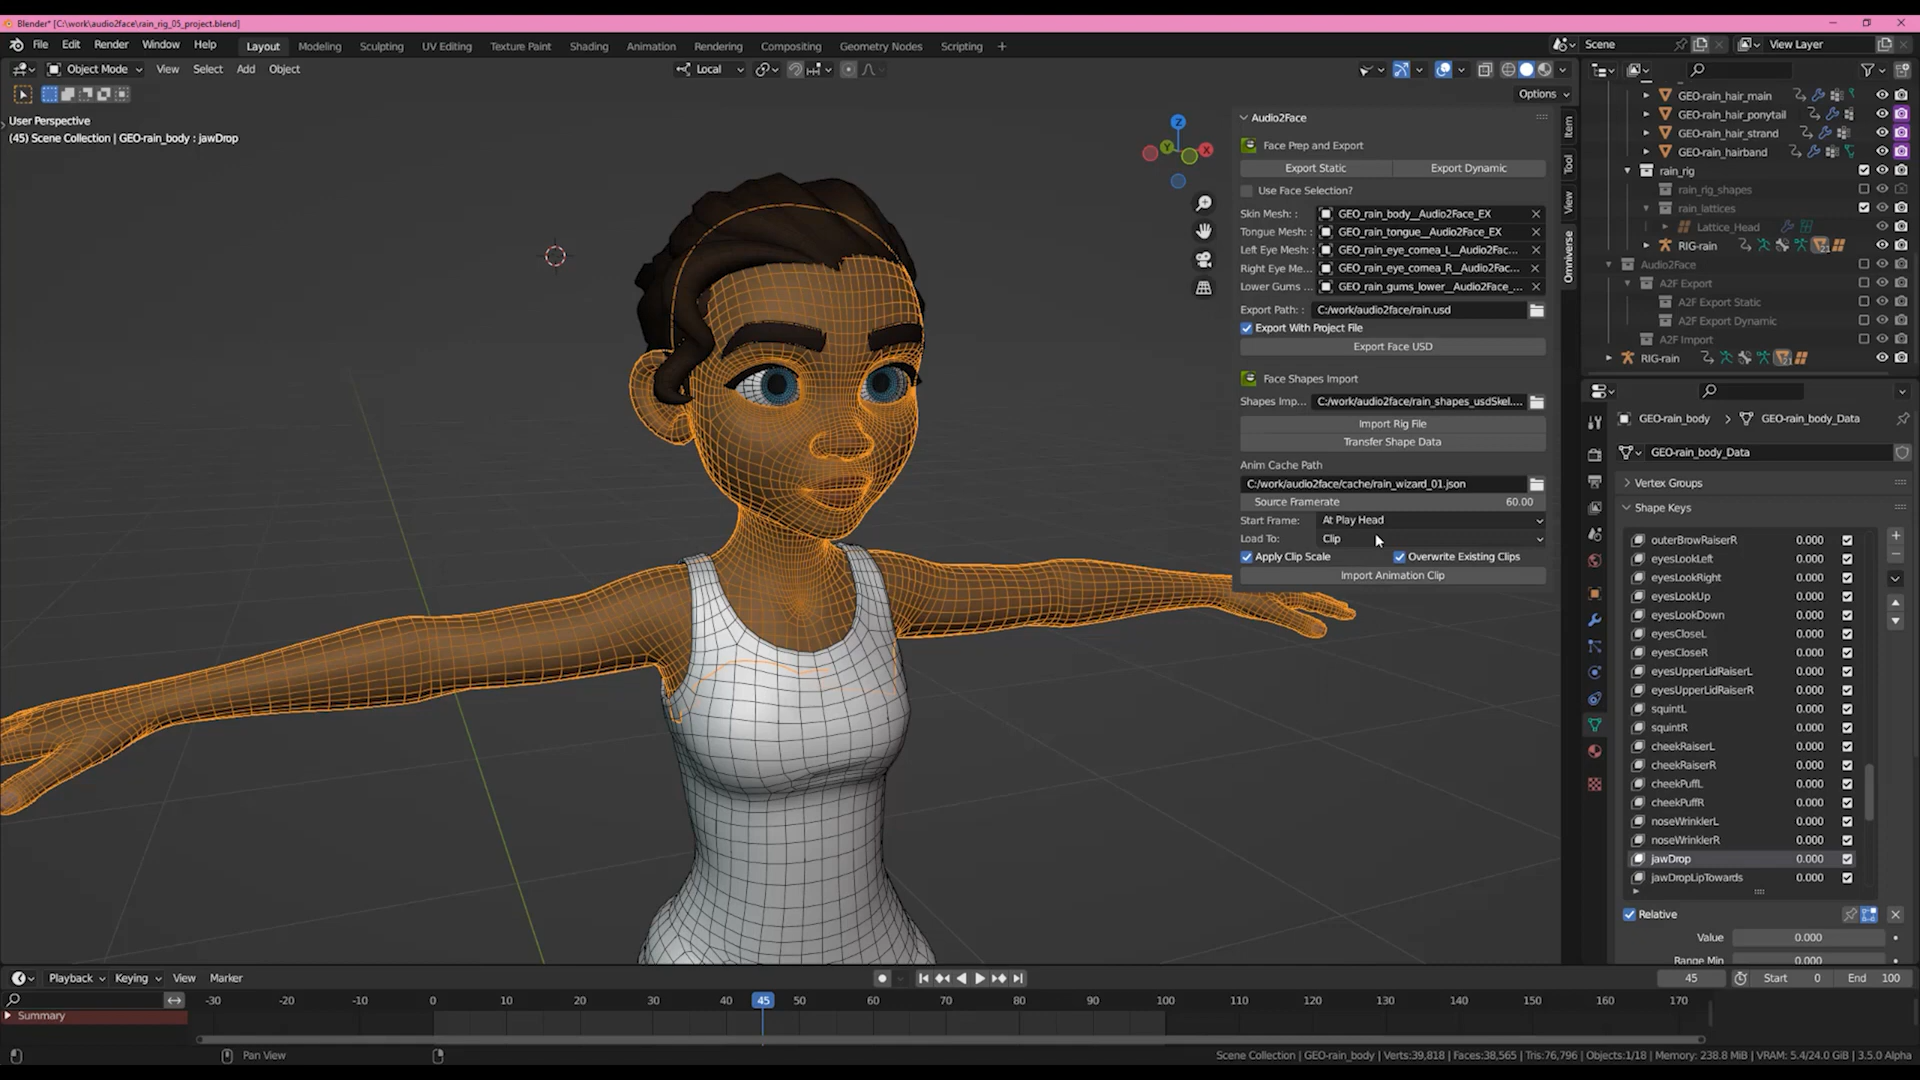 Blender* [C:\work\audio2face\rain_rig_05_project.blend]
File Edit Render Window Help Layout Modeling Sculpting UV Editing Texture Paint Shading Animation Rendering Compositing Geometry Nodes Scripting + Scene View Layer
Object Mode View Select Add Object Local
Options
User Perspective
(45) Scene Collection | GEO-rain_body : jawDrop
Z
Y
X
Audio2Face
Face Prep and Export
Export Static Export Dynamic
Use Face Selection?
Skin Mesh: : GEO_rain_body__Audio2Face_EX
Tongue Mesh: : GEO_rain_tongue__Audio2Face_EX
Left Eye Mesh: : GEO_rain_eye_cornea_L__Audio2Fac...
Right Eye Me... GEO_rain_eye_cornea_R__Audio2Fac...
Lower Gums ... GEO_rain_gums_lower__Audio2Face_...
Export Path: : C:/work/audio2face/rain.usd
Export With Project File
Export Face USD
Face Shapes Import
Shapes Imp... C:/work/audio2face/rain_shapes_usdSkel....
Import Rig File
Transfer Shape Data
Anim Cache Path
C:/work/audio2face/cache/rain_wizard_01.json
Source Framerate 60.00
Start Frame: At Play Head
Load To: Clip
Apply Clip Scale Overwrite Existing Clips
Import Animation Clip
Item
Tool
View
Omniverse
GEO-rain_hair_main
GEO-rain_hair_ponytail
GEO-rain_hair_strand
GEO-rain_hairband
rain_rig
rain_rig_shapes
rain_lattices
Lattice_Head
RIG-rain 21
Audio2Face
A2F Export
A2F Export Static
A2F Export Dynamic
A2F Import
RIG-rain 21
GEO-rain_body GEO-rain_body_Data
GEO-rain_body_Data
Vertex Groups
Shape Keys
outerBrowRaiserR 0.000
eyesLookLeft 0.000
eyesLookRight 0.000
eyesLookUp 0.000
eyesLookDown 0.000
eyesCloseL 0.000
eyesCloseR 0.000
eyesUpperLidRaiserL 0.000
eyesUpperLidRaiserR 0.000
squintL 0.000
squintR 0.000
cheekRaiserL 0.000
cheekRaiserR 0.000
cheekPuffL 0.000
cheekPuffR 0.000
noseWrinklerL 0.000
noseWrinklerR 0.000
jawDrop 0.000
jawDropLipTowards 0.000
Relative
Value 0.000
Range Min 0.000
Playback Keying View Marker 45 Start 0 End 100
-30 -20 -10 0 10 20 30 40 45 50 60 70 80 90 100 110 120 130 140 150 160 170
Summary
Pan View
Scene Collection | GEO-rain_body | Verts:39,818 | Faces:38,565 | Tris:76,796 | Objects:1/18 | Memory: 238.8 MiB | VRAM: 5.4/24.0 GiB | 3.5.0 Alpha